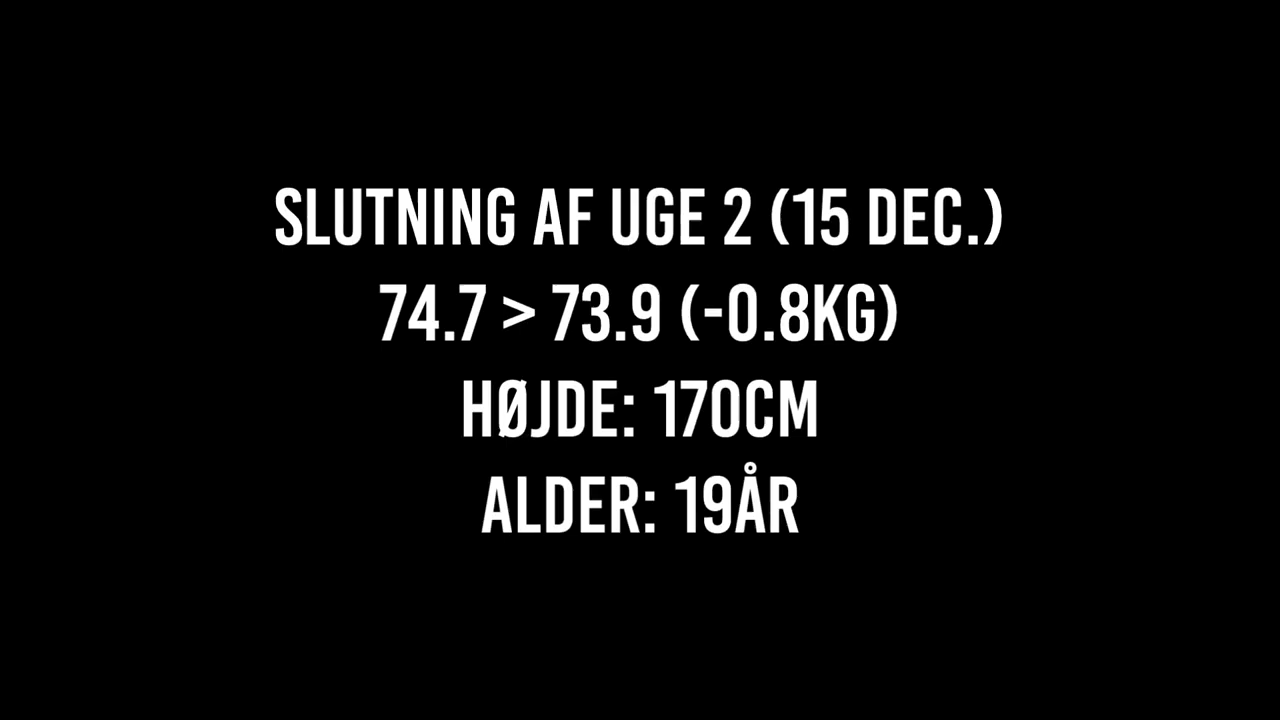 SLUTNING AF UGE 2 (15 DEC.)
74.7 > 73.9 (-0.8KG)
HØJDE: 170CM
ALDER: 19ÅR